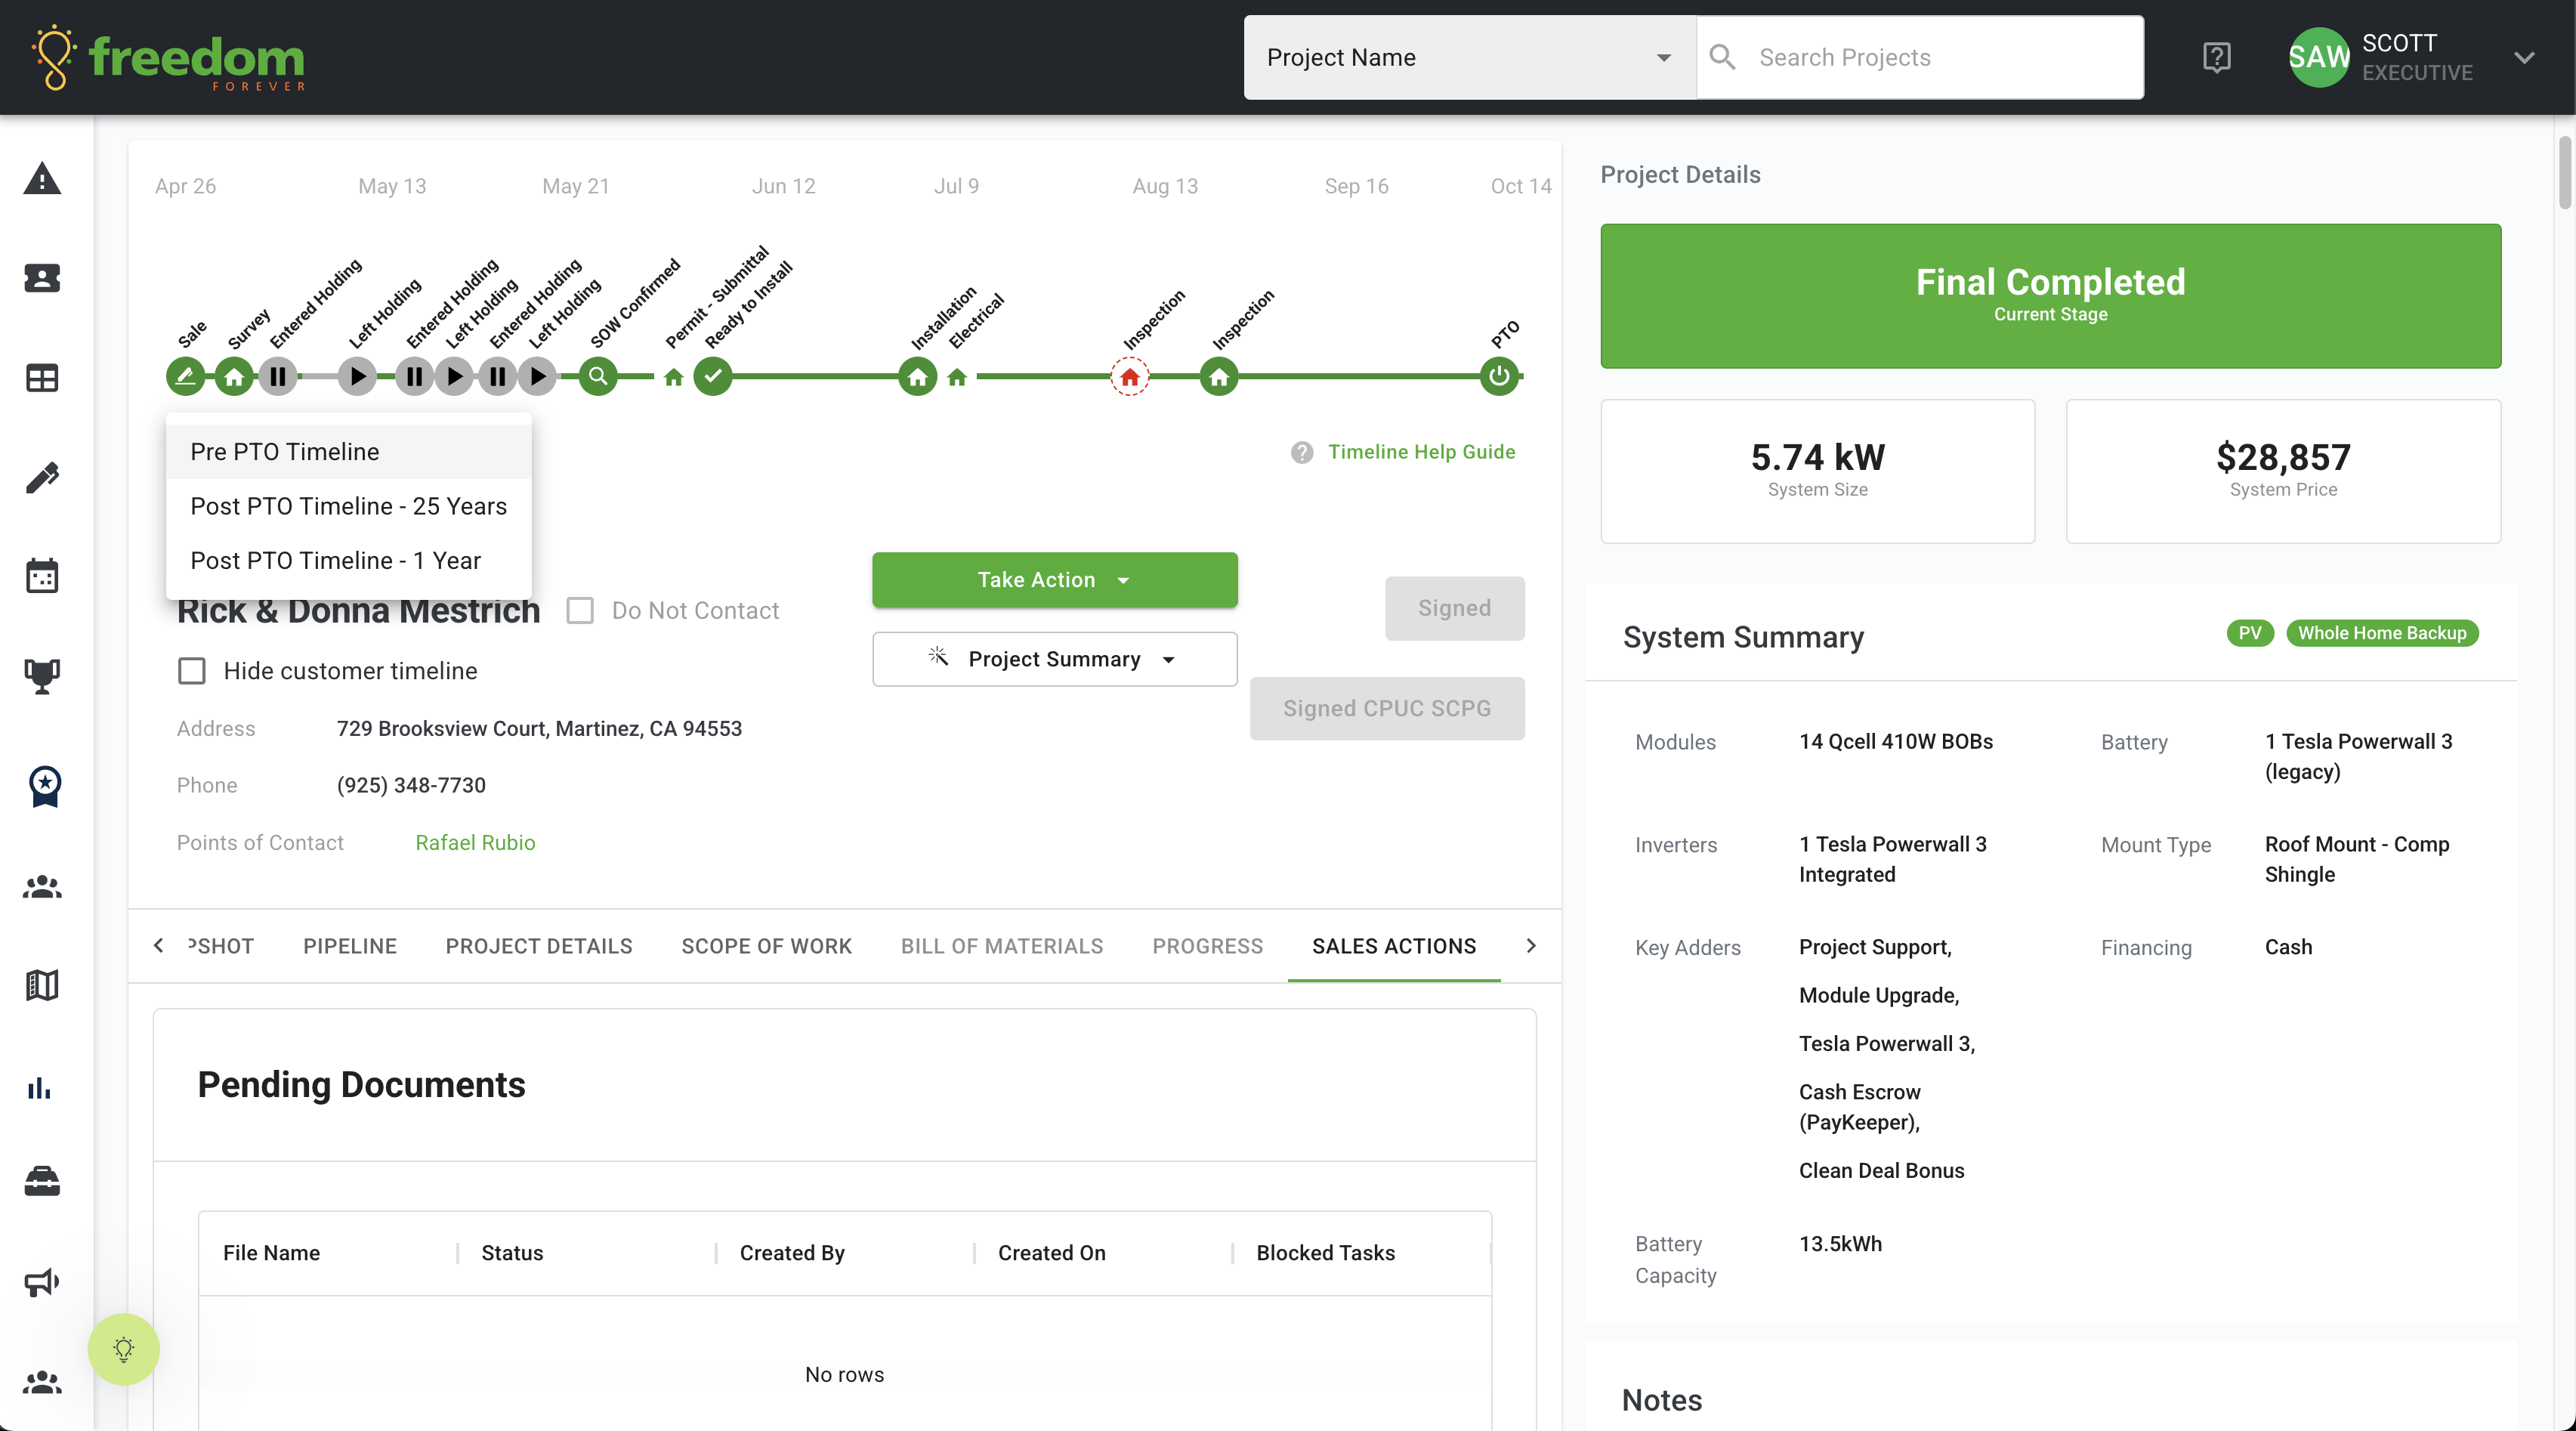 freedom
FOREVER
Project Name
Search Projects
SAW
SCOTT
EXECUTIVE
Apr 26
May 13
May 21
Jun 12
Jul 9
Aug 13
Sep 16
Oct 14
Sale
Survey
Entered Holding
Left Holding
Entered Holding
Left Holding
Entered Holding
Left Holding
SOW Confirmed
Permit - Submittal
Ready to Install
Installation
Electrical
Inspection
Inspection
PTO
Pre PTO Timeline
Post PTO Timeline - 25 Years
Post PTO Timeline - 1 Year
Timeline Help Guide
Rick & Donna Mestrich
Do Not Contact
Hide customer timeline
Take Action
Project Summary
Signed
Signed CPUC SCPG
Address
729 Brooksview Court, Martinez, CA 94553
Phone
(925) 348-7730
Points of Contact
Rafael Rubio
PSHOT
PIPELINE
PROJECT DETAILS
SCOPE OF WORK
BILL OF MATERIALS
PROGRESS
SALES ACTIONS
Pending Documents
File Name
Status
Created By
Created On
Blocked Tasks
No rows
Project Details
Final Completed
Current Stage
5.74 kW
System Size
$28,857
System Price
System Summary
PV
Whole Home Backup
Modules
14 Qcell 410W BOBs
Battery
1 Tesla Powerwall 3
(legacy)
Inverters
1 Tesla Powerwall 3
Integrated
Mount Type
Roof Mount - Comp
Shingle
Key Adders
Project Support,
Module Upgrade,
Tesla Powerwall 3,
Cash Escrow
(PayKeeper),
Clean Deal Bonus
Financing
Cash
Battery
Capacity
13.5kWh
Notes